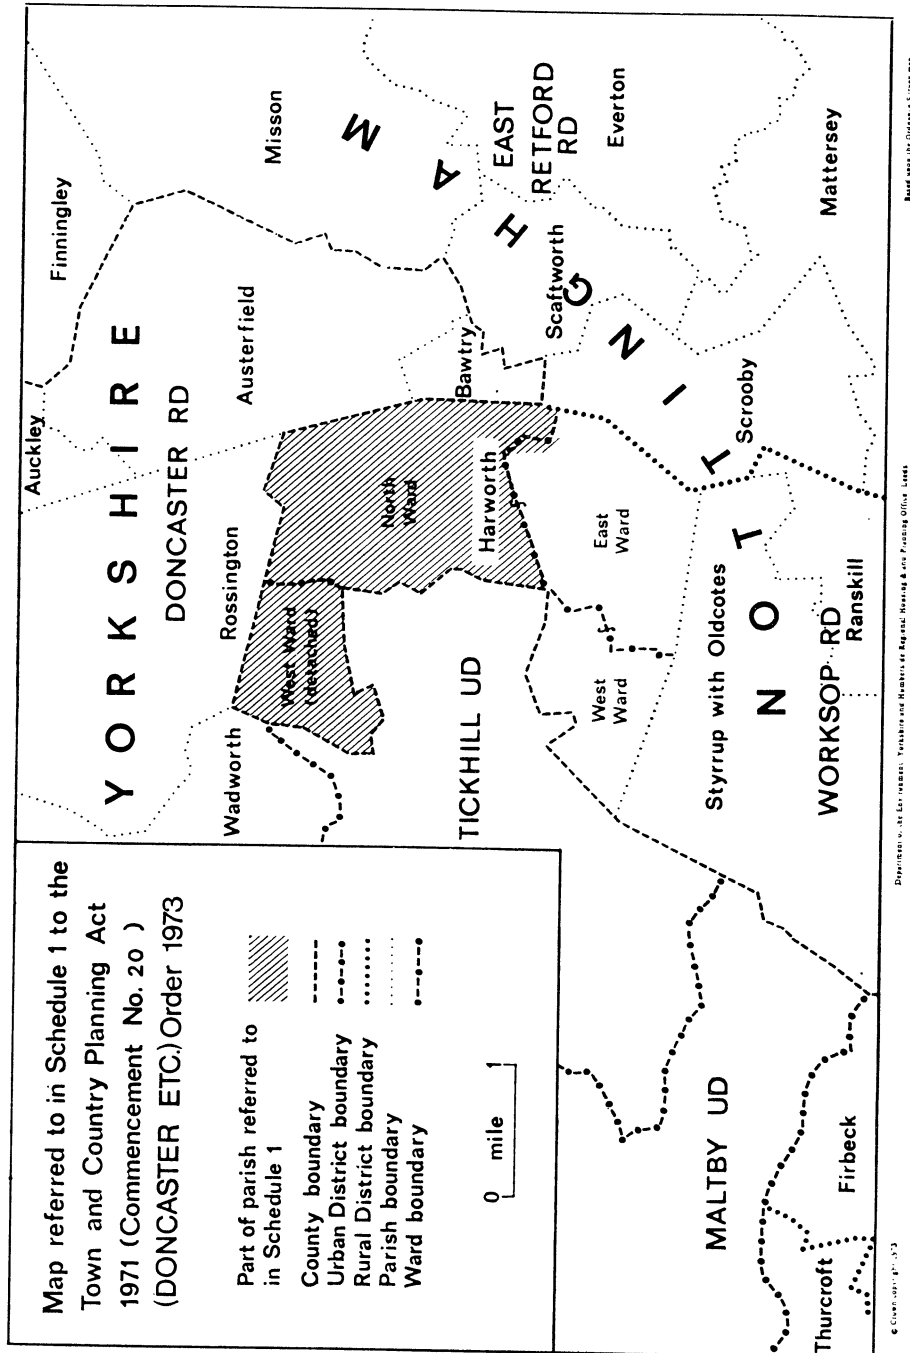 Map referred to in Schedule 1 to the
Town and Country Planning Act
1971 (Commencement No. 20 )
(DONCASTER ETC.) Order 1973
Part of parish referred to
in Schedule 1
County boundary
Urban District boundary
Rural District boundary
Parish boundary
Ward boundary
0 1
mile
YORKSHIRE
DONCASTER RD
Auckley
Finningley
Misson
Austerfield
Rossington
Wadworth
Bawtry
North
Ward
West Ward
(detached)
Harworth
East
Ward
West
Ward
TICKHILL UD
EAST
RETFORD
RD
Everton
Scaftworth
Mattersey
Scrooby
NOTTINGHAM
Styrrup with Oldcotes
WORKSOP RD
Ranskill
MALTBY UD
Firbeck
Thurcroft
© Crown copyright 1973